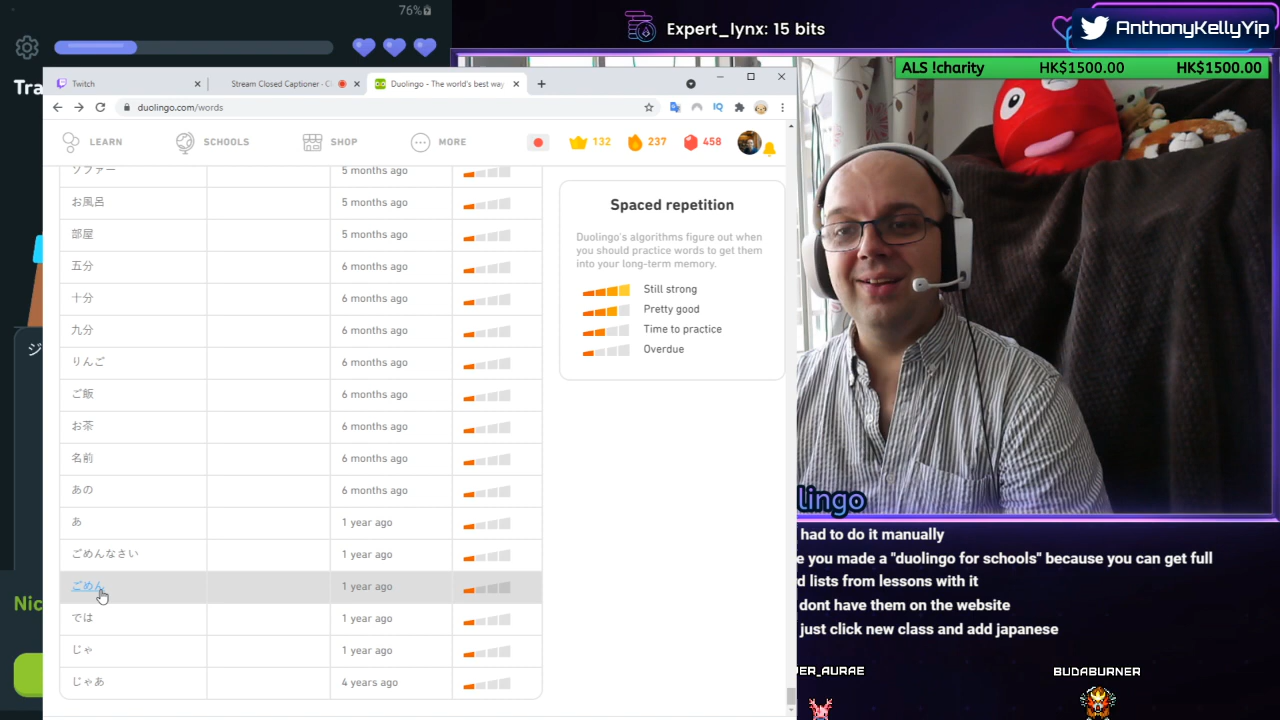 76%
Expert_lynx: 15 bits
AnthonyKellyYip
Tra
ALS !charity HK$1500.00 HK$1500.00
Twitch
Stream Closed Captioner - C
Duolingo - The world's best way
duolingo.com/words
IQ
LEARN SCHOOLS SHOP MORE 132 237 458
ソファー 5 months ago
お風呂 5 months ago
部屋 5 months ago
五分 6 months ago
十分 6 months ago
九分 6 months ago
りんご 6 months ago
ご飯 6 months ago
お茶 6 months ago
名前 6 months ago
あの 6 months ago
あ 1 year ago
ごめんなさい 1 year ago
ごめん 1 year ago
では 1 year ago
じゃ 1 year ago
じゃあ 4 years ago
Spaced repetition
Duolingo's algorithms figure out when
you should practice words to get them
into your long-term memory.
Still strong
Pretty good
Time to practice
Overdue
ジ
Nic
lingo
had to do it manually
e you made a "duolingo for schools" because you can get full
d lists from lessons with it
dont have them on the website
just click new class and add japanese
ER_AURAE
BUDABURNER